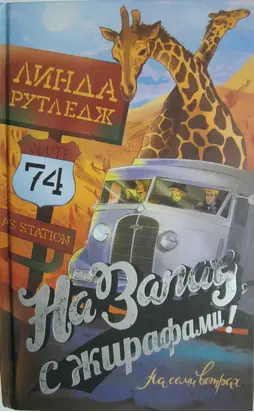 ЛИНДА
РУТЛЕДЖ
ROUTE
74
GAS STATION
На Запад
с жирафами!
На семи ветрах